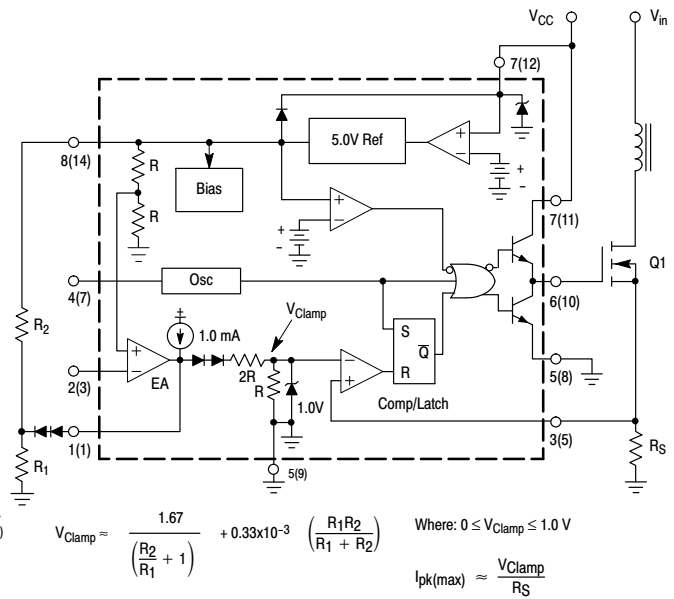 VCC
Vin
7(12)
+
−
+
-
5.0V Ref
8(14)
R
Bias
R
+
−
+
-
7(11)
Q1
4(7)
Osc
6(10)
VClamp
R2
±
1.0 mA
S
Q̅
R
+
−
EA
2R
R
1.0V
−
+
Comp/Latch
2(3)
5(8)
1(1)
3(5)
R1
5(9)
RS
)
VClamp ≈ 1.67 / (R2/R1 + 1) + 0.33x10⁻³ (R1R2 / R1 + R2) Where: 0 ≤ VClamp ≤ 1.0 V
Ipk(max) ≈ VClamp / RS